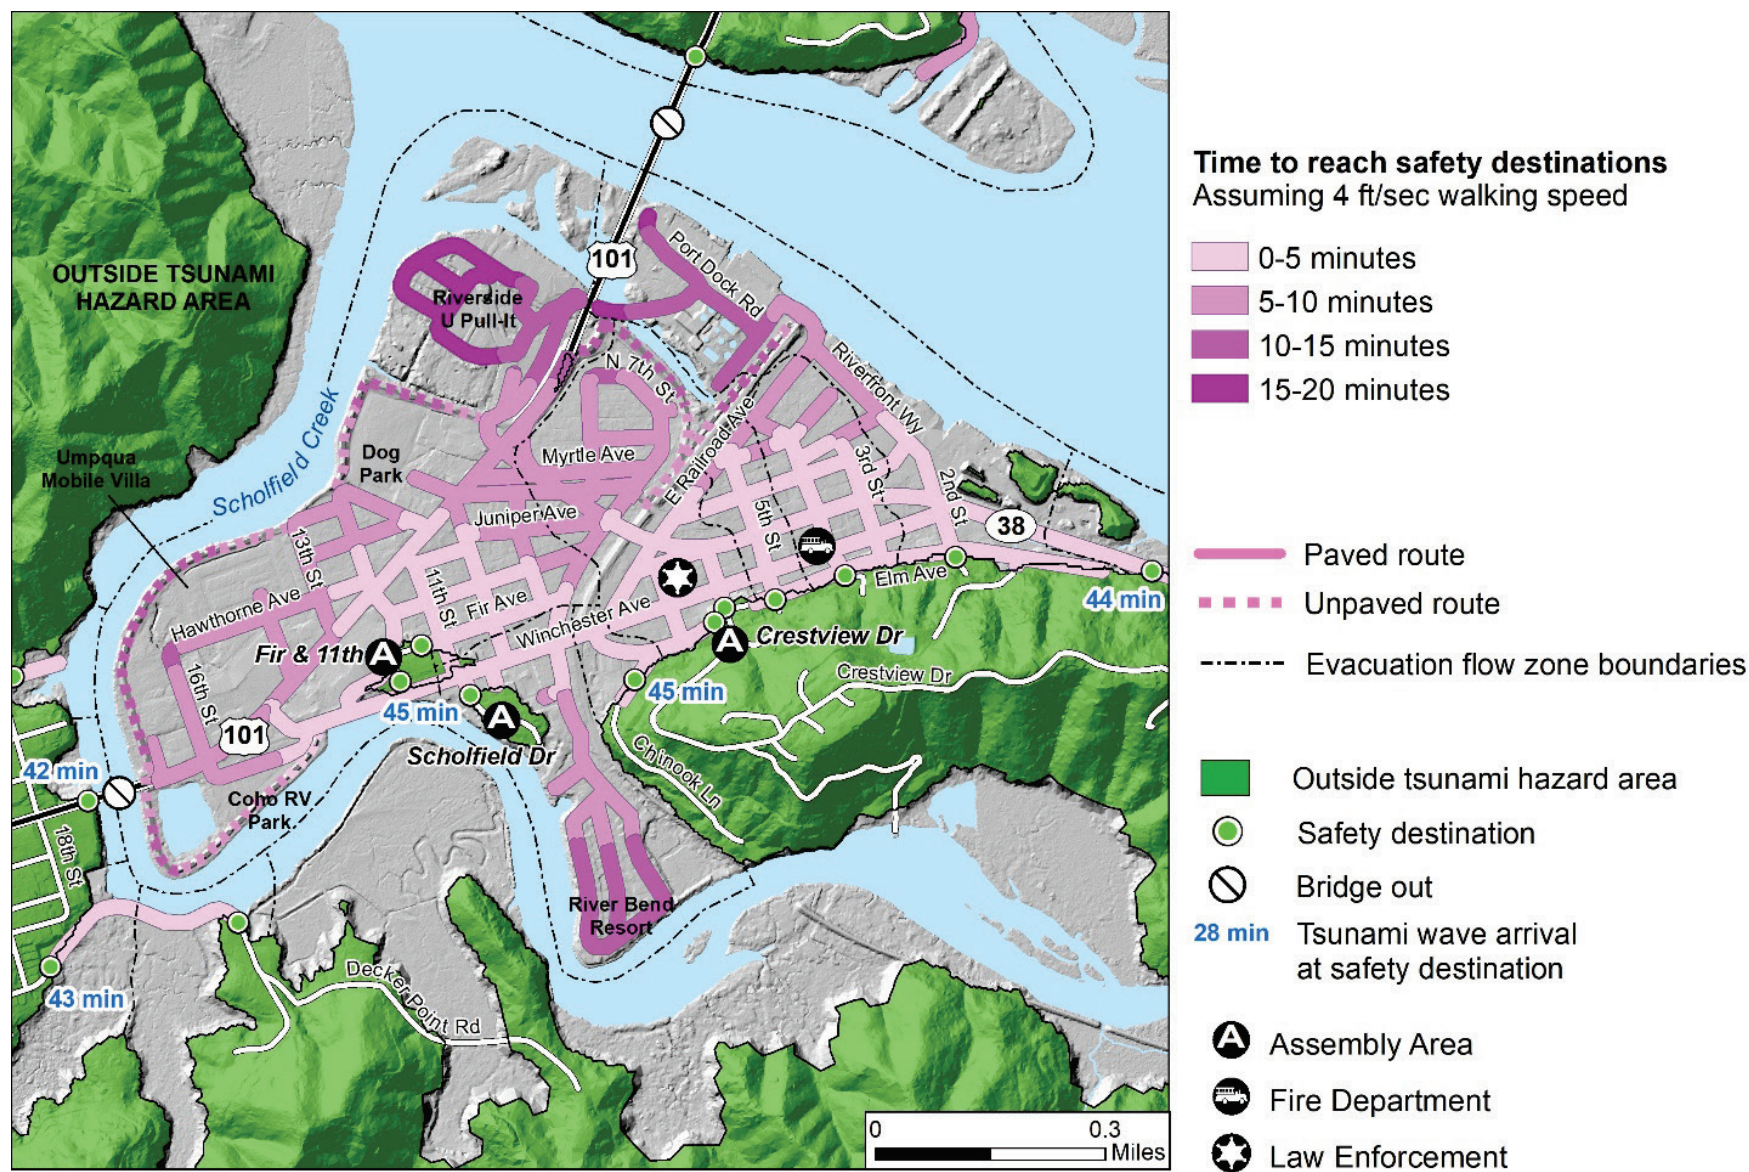 OUTSIDE TSUNAMI
HAZARD AREA
101
Port Dock Rd
Riverside
U Pull-It
N 7th St
Riverfront Wy
Scholfield Creek
Umpqua
Mobile Villa
Dog
Park
Myrtle Ave
E Railroad Ave
3rd St
2nd St
38
5th St
Juniper Ave
13th St
11th St
Hawthorne Ave
Fir Ave
Winchester Ave
Elm Ave
44 min
Fir & 11th
A
A
Crestview Dr
Crestview Dr
16th St
45 min
45 min
101
A
Scholfield Dr
Chinook Ln
42 min
Coho RV
Park
18th St
River Bend
Resort
43 min
Decker Point Rd
0
0.3
Miles
Time to reach safety destinations
Assuming 4 ft/sec walking speed
0-5 minutes
5-10 minutes
10-15 minutes
15-20 minutes
Paved route
Unpaved route
Evacuation flow zone boundaries
Outside tsunami hazard area
Safety destination
Bridge out
28 min
Tsunami wave arrival
at safety destination
A
Assembly Area
Fire Department
Law Enforcement